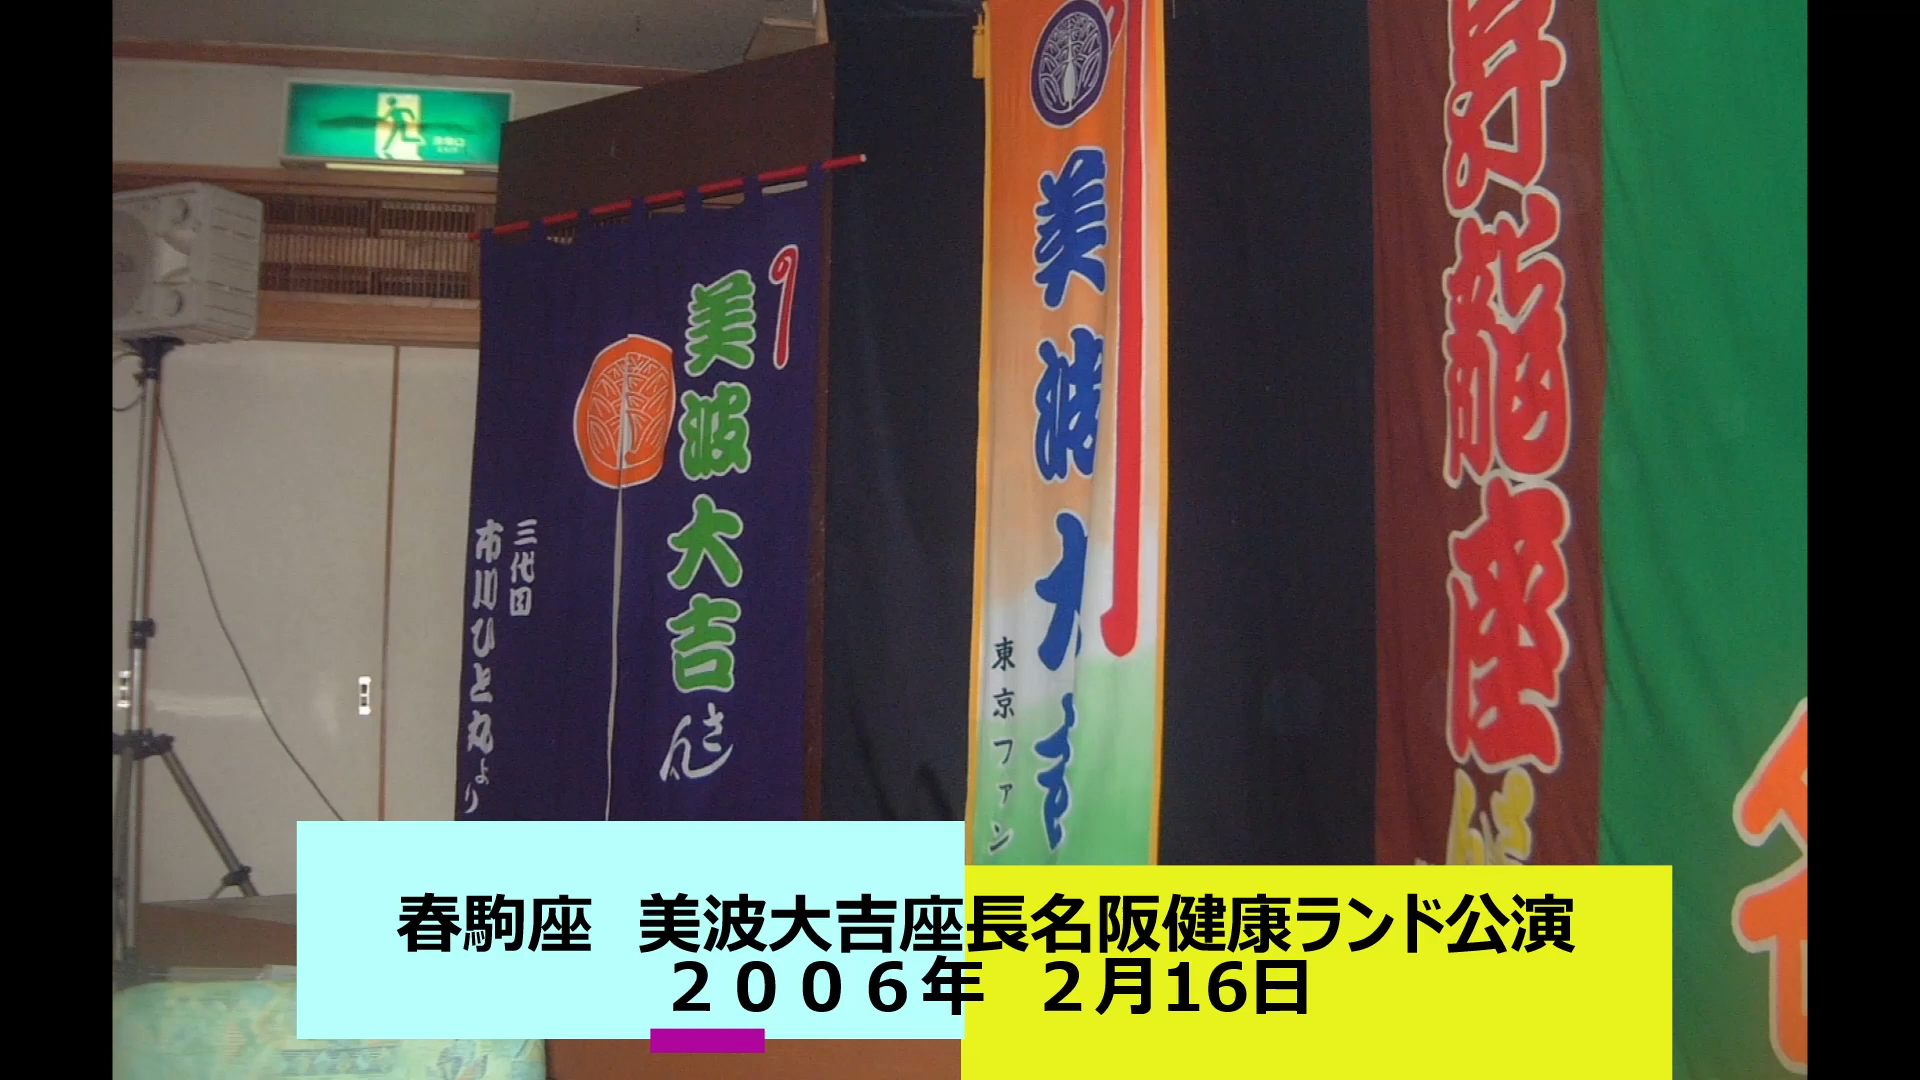 美波大吉さん
三代目
市川ひと丸より
美波大吉
東京ファン
座
春駒座　美波大吉座長名阪健康ランド公演
２００６年　２月16日